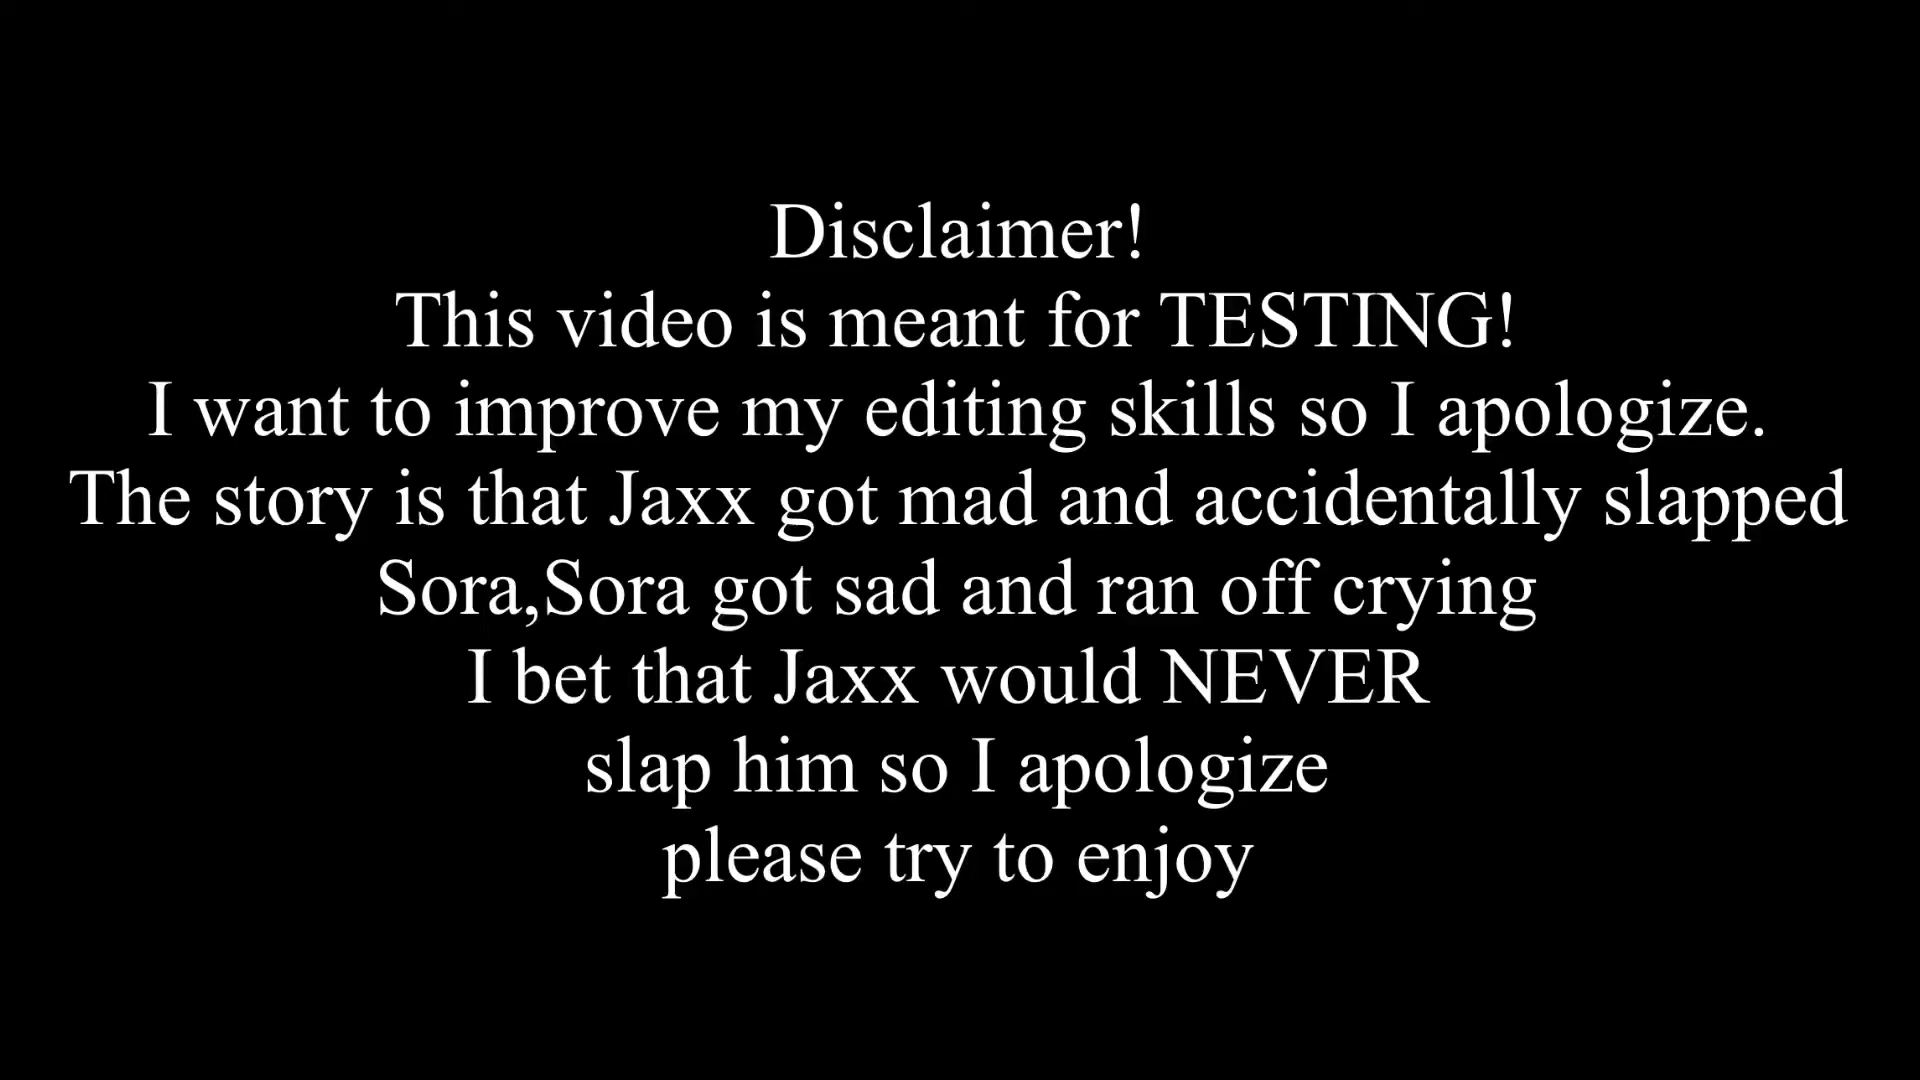 Disclaimer!
This video is meant for TESTING!
I want to improve my editing skills so I apologize.
The story is that Jaxx got mad and accidentally slapped
Sora,Sora got sad and ran off crying
I bet that Jaxx would NEVER
slap him so I apologize
please try to enjoy